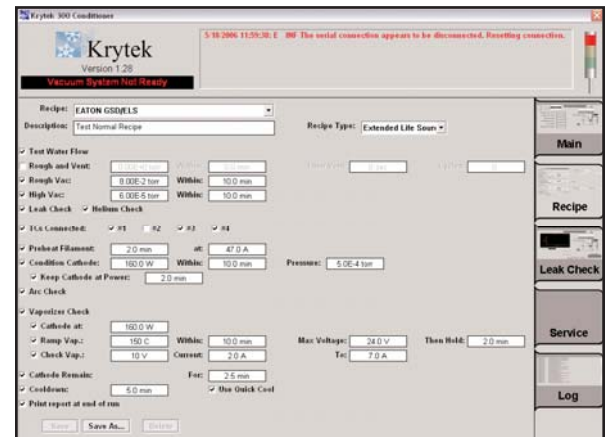 Krytek 300 Conditioner
Krytek
Version 1.28
Vacuum System Not Ready
5/18/2006 11:59:38: E INF The serial connection appears to be disconnected. Resetting connection.
Recipe: EATON GSD/ELS
Description: Test Normal Recipe Recipe Type: Extended Life Sourc
Test Water Flow
Rough and Vent: Within:
Rough Vac: 8.00E-2 torr Within: 10.0 min
High Vac: 6.00E-5 torr Within: 10.0 min
Leak Check Helium Check
TCs Connected: #1 #2 #3 #4
Preheat Filament: 2.0 min at: 47.0 A
Condition Cathode: 160.0 W Within: 10.0 min Pressure: 5.0E-4 torr
Keep Cathode at Power: 2.0 min
Arc Check
Vaporizer Check
Cathode at: 160.0 W
Ramp Vap.: 150 C Within: 10.0 min Max Voltage: 24.0 V Then Hold: 2.0 min
Check Vap.: 10 V Current: 2.0 A To: 7.0 A
Cathode Remain: For: 2.5 min
Cooldown: 5.0 min Use Quick Cool
Print report at end of run
Save Save As... Delete
Main
Recipe
Leak Check
Service
Log